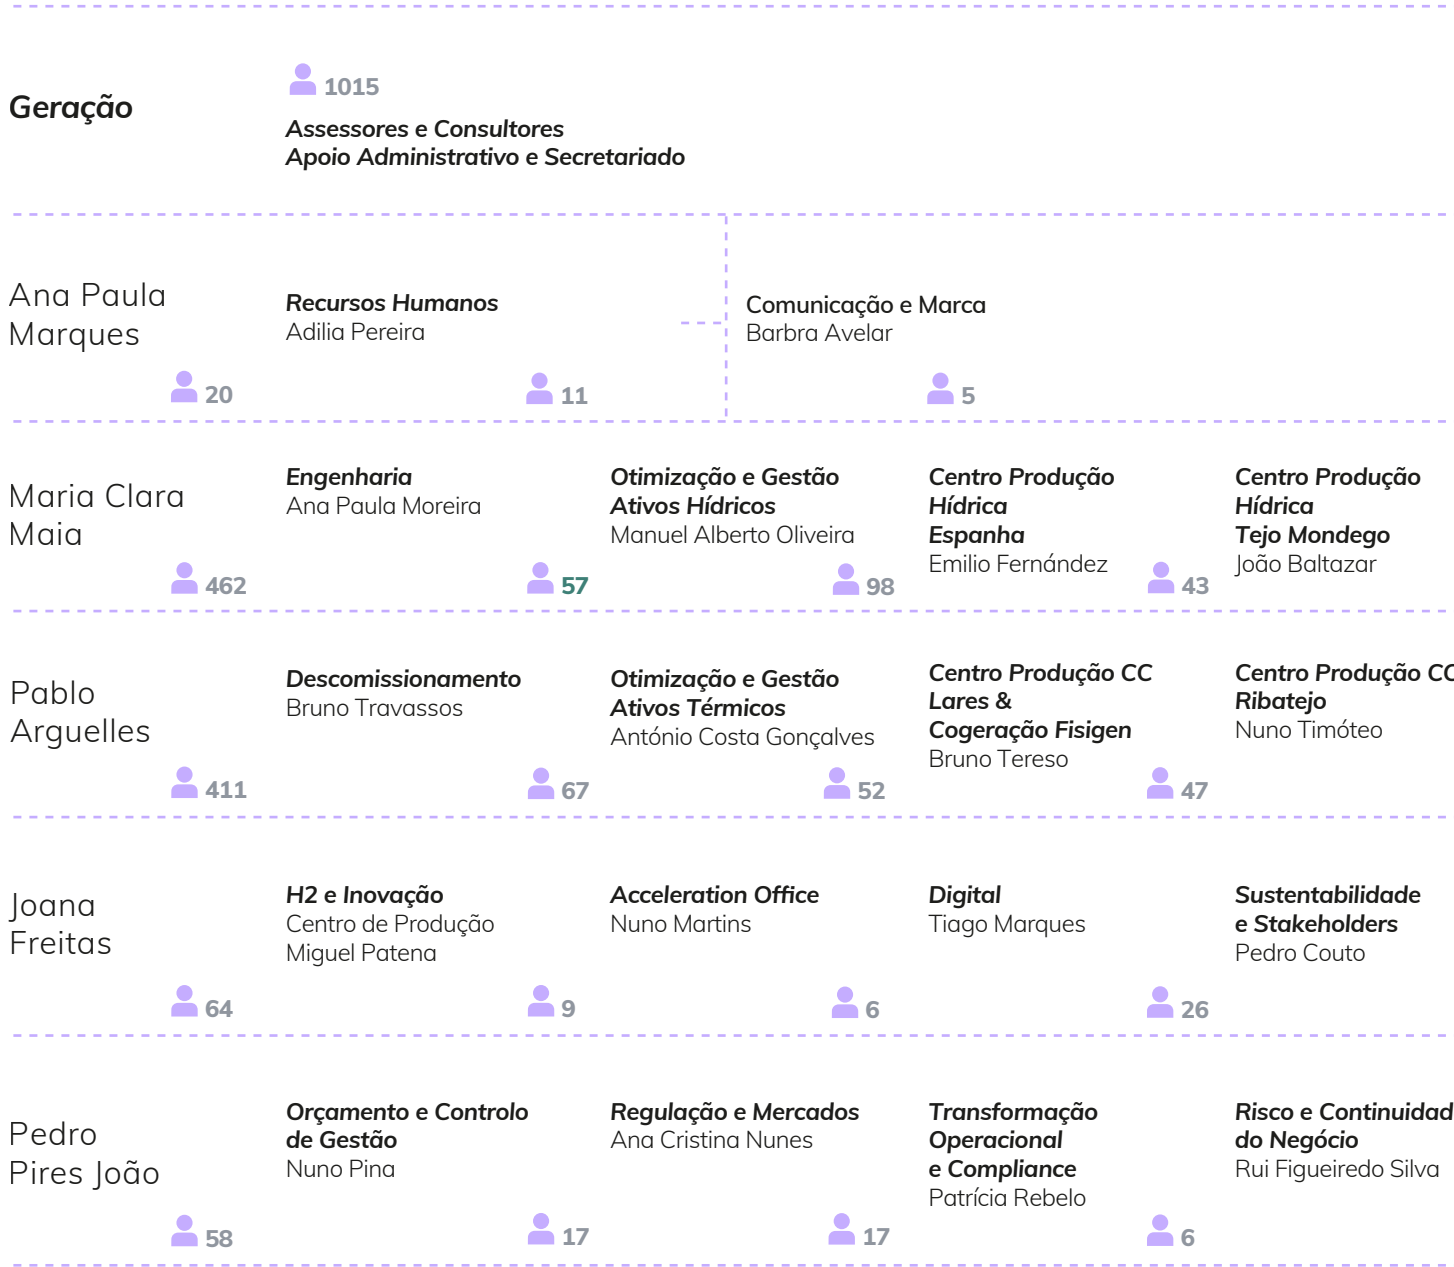 Geração
1015
Assessores e Consultores
Apoio Administrativo e Secretariado
Ana Paula
Marques
20
Recursos Humanos
Adilia Pereira
11
Comunicação e Marca
Barbra Avelar
5
Maria Clara
Maia
462
Engenharia
Ana Paula Moreira
57
Otimização e Gestão
Ativos Hídricos
Manuel Alberto Oliveira
98
Centro Produção
Hídrica
Espanha
Emilio Fernández
43
Centro Produção
Hídrica
Tejo Mondego
João Baltazar
Pablo
Arguelles
411
Descomissionamento
Bruno Travassos
67
Otimização e Gestão
Ativos Térmicos
António Costa Gonçalves
52
Centro Produção CC
Lares &
Cogeração Fisigen
Bruno Tereso
47
Centro Produção CC
Ribatejo
Nuno Timóteo
Joana
Freitas
64
H2 e Inovação
Centro de Produção
Miguel Patena
9
Acceleration Office
Nuno Martins
6
Digital
Tiago Marques
26
Sustentabilidade
e Stakeholders
Pedro Couto
Pedro
Pires João
58
Orçamento e Controlo
de Gestão
Nuno Pina
17
Regulação e Mercados
Ana Cristina Nunes
17
Transformação
Operacional
e Compliance
Patrícia Rebelo
6
Risco e Continuidad
do Negócio
Rui Figueiredo Silva